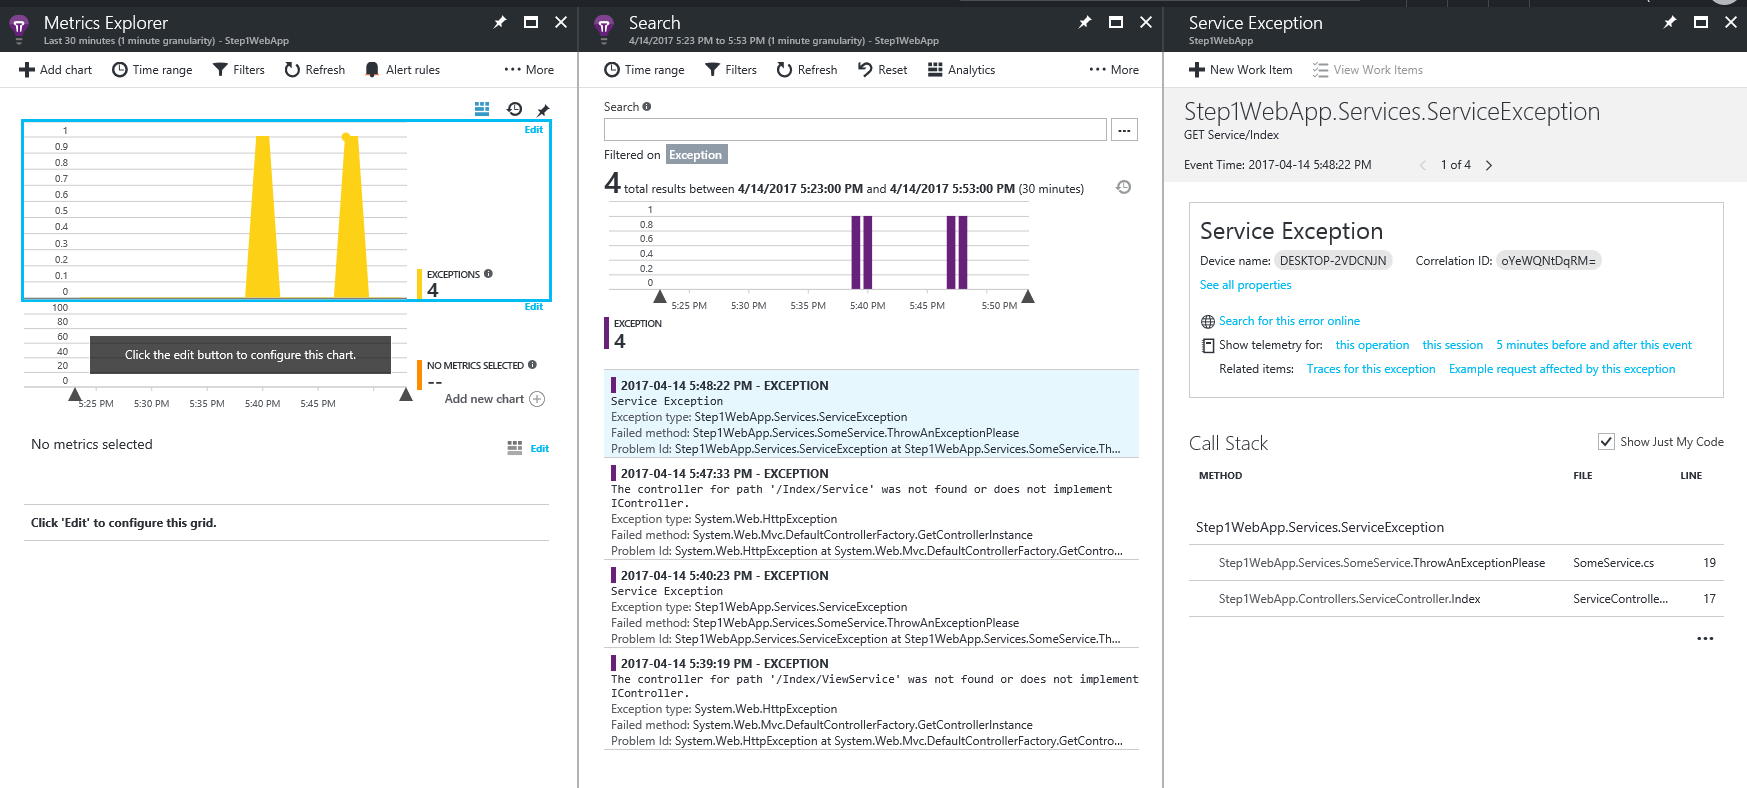 Metrics Explorer
Last 30 minutes (1 minute granularity) - Step1WebApp
Add chart
Time range
Filters
Refresh
Alert rules
More
Edit
1
0.9
0.8
0.7
0.6
0.5
0.4
0.3
0.2
0.1
0
EXCEPTIONS
4
Edit
100
80
60
40
20
0
Click the edit button to configure this chart.
NO METRICS SELECTED
--
5:25 PM
5:30 PM
5:35 PM
5:40 PM
5:45 PM
Add new chart
No metrics selected
Edit
Click 'Edit' to configure this grid.
Search
4/14/2017 5:23 PM to 5:53 PM (1 minute granularity) - Step1WebApp
Time range
Filters
Refresh
Reset
Analytics
More
Search
...
Filtered on Exception
4 total results between 4/14/2017 5:23:00 PM and 4/14/2017 5:53:00 PM (30 minutes)
1
0.8
0.6
0.4
0.2
0
5:25 PM
5:30 PM
5:35 PM
5:40 PM
5:45 PM
5:50 PM
EXCEPTION
4
2017-04-14 5:48:22 PM - EXCEPTION
Service Exception
Exception type: Step1WebApp.Services.ServiceException
Failed method: Step1WebApp.Services.SomeService.ThrowAnExceptionPlease
Problem Id: Step1WebApp.Services.ServiceException at Step1WebApp.Services.SomeService.Th...
2017-04-14 5:47:33 PM - EXCEPTION
The controller for path '/Index/Service' was not found or does not implement
IController.
Exception type: System.Web.HttpException
Failed method: System.Web.Mvc.DefaultControllerFactory.GetControllerInstance
Problem Id: System.Web.HttpException at System.Web.Mvc.DefaultControllerFactory.GetContro...
2017-04-14 5:40:23 PM - EXCEPTION
Service Exception
Exception type: Step1WebApp.Services.ServiceException
Failed method: Step1WebApp.Services.SomeService.ThrowAnExceptionPlease
Problem Id: Step1WebApp.Services.ServiceException at Step1WebApp.Services.SomeService.Th...
2017-04-14 5:39:19 PM - EXCEPTION
The controller for path '/Index/ViewService' was not found or does not implement
IController.
Exception type: System.Web.HttpException
Failed method: System.Web.Mvc.DefaultControllerFactory.GetControllerInstance
Problem Id: System.Web.HttpException at System.Web.Mvc.DefaultControllerFactory.GetContro...
Service Exception
Step1WebApp
New Work Item
View Work Items
Step1WebApp.Services.ServiceException
GET Service/Index
Event Time: 2017-04-14 5:48:22 PM
1 of 4
Service Exception
Device name: DESKTOP-2VDCNJN
Correlation ID: oYeWQNtDqRM=
See all properties
Search for this error online
Show telemetry for: this operation this session 5 minutes before and after this event
Related items: Traces for this exception Example request affected by this exception
Call Stack
Show Just My Code
METHOD FILE LINE
Step1WebApp.Services.ServiceException
Step1WebApp.Services.SomeService.ThrowAnExceptionPlease SomeService.cs 19
Step1WebApp.Controllers.ServiceController.Index ServiceControlle... 17